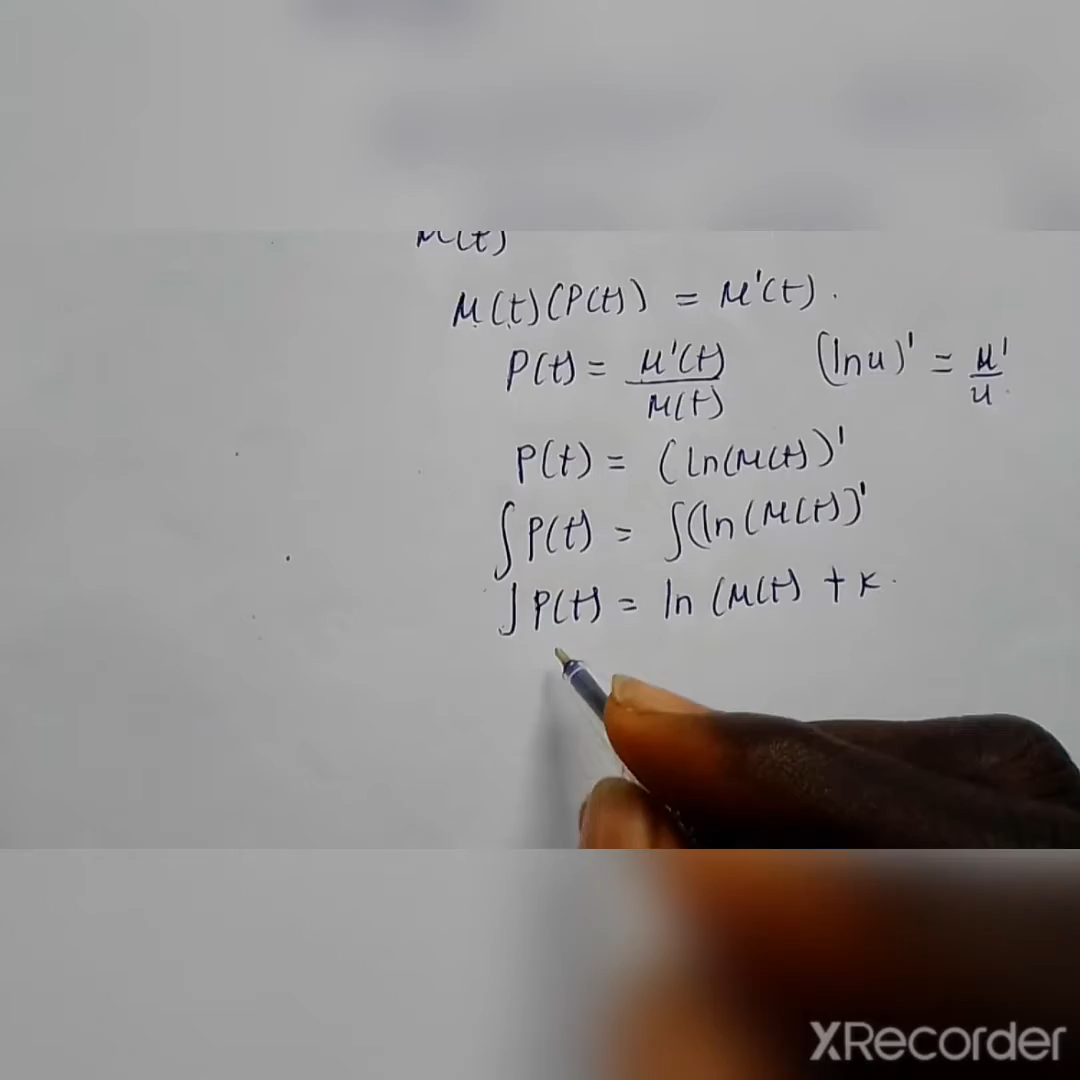 μ(t)
μ(t)(P(t)) = μ'(t).
P(t) = μ'(t)/μ(t) (ln u)' = u'/u.
P(t) = (ln(μ(t))'
∫P(t) = ∫(ln(μ(t))'
∫P(t) = ln(μ(t) + K.
XRecorder